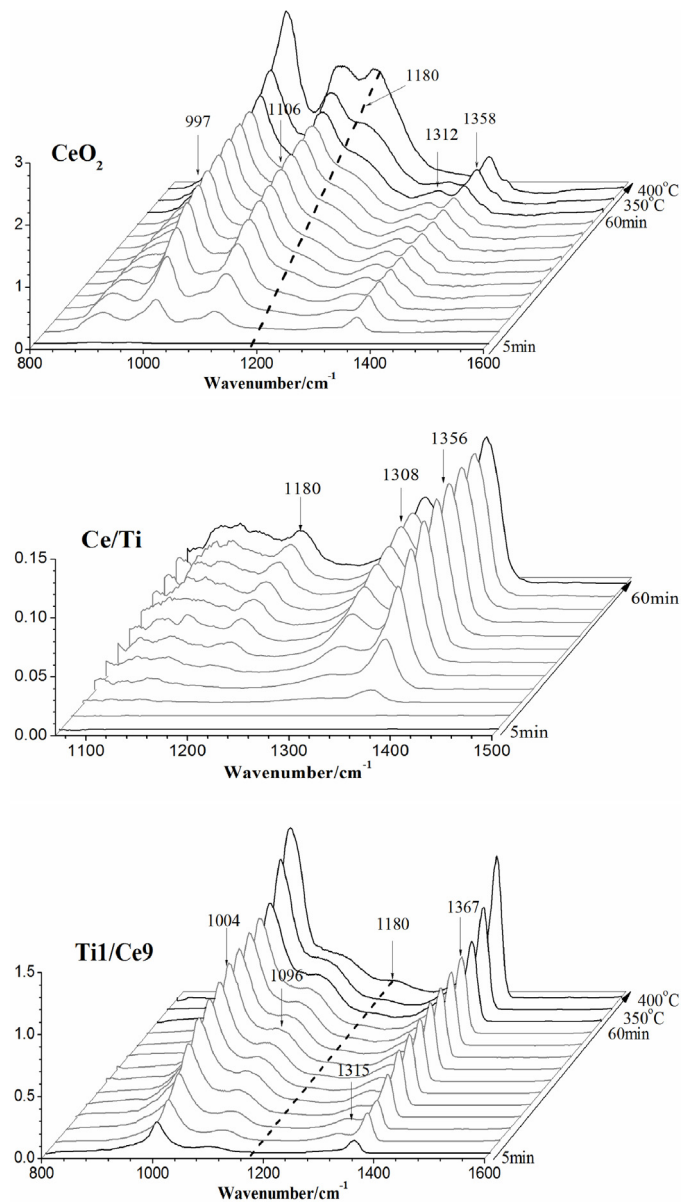 1180
1106
997
1312
1358
CeO2
3
2
1
0
400°C
350°C
60min
5min
800 1000 1200 1400 1600
Wavenumber/cm-1
1356
1308
1180
Ce/Ti
0.15
0.10
0.05
0.00
60min
5min
1100 1200 1300 1400 1500
Wavenumber/cm-1
1367
1180
1004
1096
1315
Ti1/Ce9
1.5
1.0
0.5
0.0
400°C
350°C
60min
5min
800 1000 1200 1400 1600
Wavenumber/cm-1